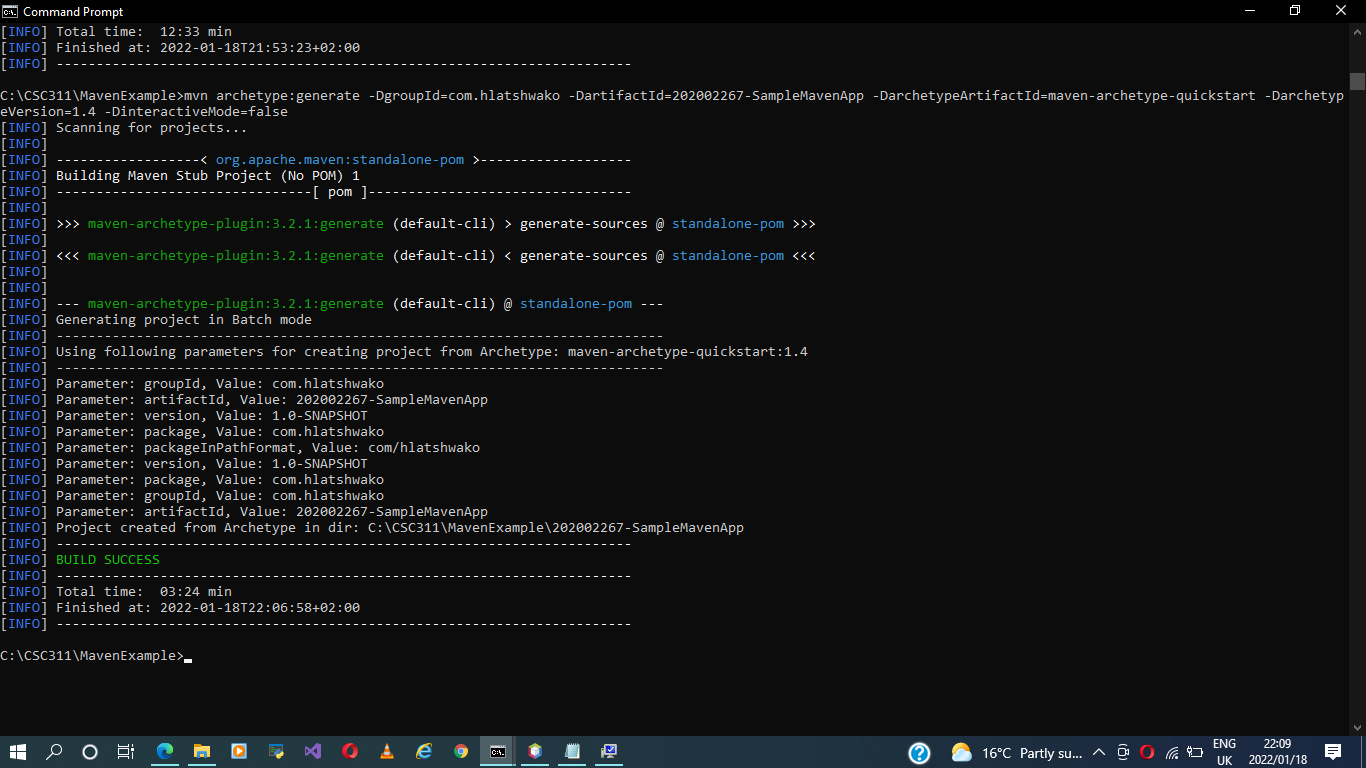 Command Prompt
[INFO] Total time:  12:33 min
[INFO] Finished at: 2022-01-18T21:53:23+02:00
[INFO] ------------------------------------------------------------------------
C:\CSC311\MavenExample>mvn archetype:generate -DgroupId=com.hlatshwako -DartifactId=202002267-SampleMavenApp -DarchetypeArtifactId=maven-archetype-quickstart -Darchetyp
eVersion=1.4 -DinteractiveMode=false
[INFO] Scanning for projects...
[INFO]
[INFO] ------------------< org.apache.maven:standalone-pom >-------------------
[INFO] Building Maven Stub Project (No POM) 1
[INFO] --------------------------------[ pom ]---------------------------------
[INFO]
[INFO] >>> maven-archetype-plugin:3.2.1:generate (default-cli) > generate-sources @ standalone-pom >>>
[INFO]
[INFO] <<< maven-archetype-plugin:3.2.1:generate (default-cli) < generate-sources @ standalone-pom <<<
[INFO]
[INFO]
[INFO] --- maven-archetype-plugin:3.2.1:generate (default-cli) @ standalone-pom ---
[INFO] Generating project in Batch mode
[INFO] ----------------------------------------------------------------------------
[INFO] Using following parameters for creating project from Archetype: maven-archetype-quickstart:1.4
[INFO] ----------------------------------------------------------------------------
[INFO] Parameter: groupId, Value: com.hlatshwako
[INFO] Parameter: artifactId, Value: 202002267-SampleMavenApp
[INFO] Parameter: version, Value: 1.0-SNAPSHOT
[INFO] Parameter: package, Value: com.hlatshwako
[INFO] Parameter: packageInPathFormat, Value: com/hlatshwako
[INFO] Parameter: version, Value: 1.0-SNAPSHOT
[INFO] Parameter: package, Value: com.hlatshwako
[INFO] Parameter: groupId, Value: com.hlatshwako
[INFO] Parameter: artifactId, Value: 202002267-SampleMavenApp
[INFO] Project created from Archetype in dir: C:\CSC311\MavenExample\202002267-SampleMavenApp
[INFO] ------------------------------------------------------------------------
[INFO] BUILD SUCCESS
[INFO] ------------------------------------------------------------------------
[INFO] Total time:  03:24 min
[INFO] Finished at: 2022-01-18T22:06:58+02:00
[INFO] ------------------------------------------------------------------------
C:\CSC311\MavenExample>
16°C Partly su...
ENG
UK
22:09
2022/01/18